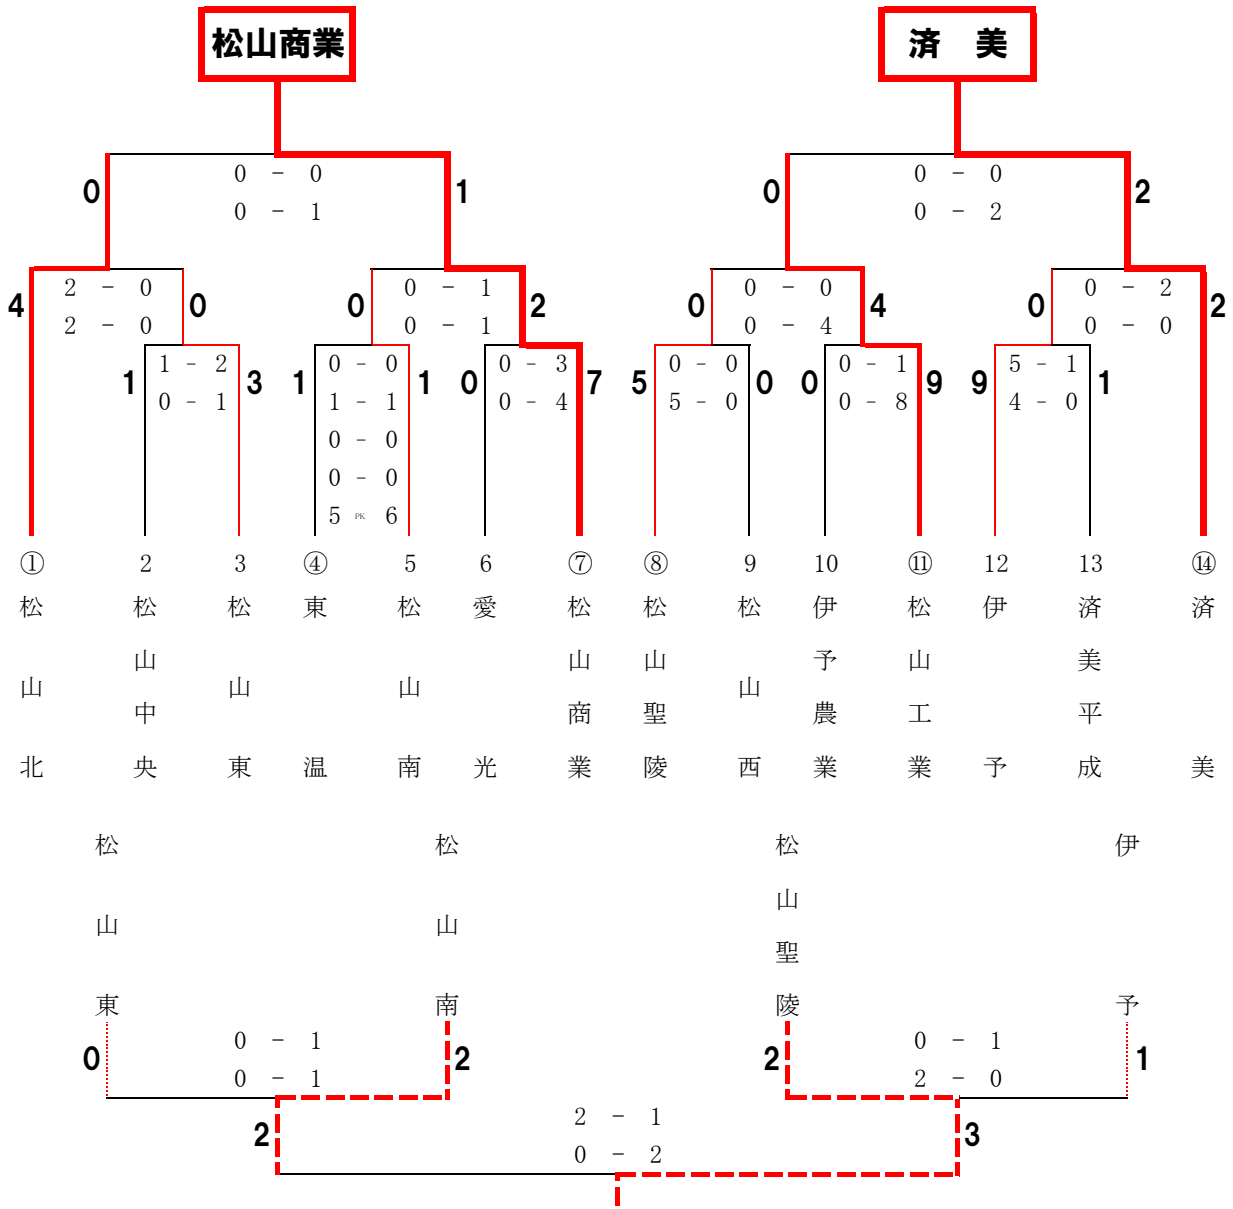 松山商業 済 美
0 - 0 0 - 0
0 1 0 2
0 - 1 0 - 2
2 - 0 0 - 1 0 - 0 0 - 2
4 0 0 2 0 4 0 2
2 - 0 0 - 1 0 - 4 0 - 0
1 - 2 0 - 0 0 - 3 0 - 0 0 - 1 5 - 1
1 3 1 1 0 7 5 0 0 9 9 1
0 - 1 1 - 1 0 - 4 5 - 0 0 - 8 4 - 0
0 - 0
0 - 0
5 PK 6
① 2 3 ④ 5 6 ⑦ ⑧ 9 10 ⑪ 12 13 ⑭
松山北
松山中央
松山東
東温
松山南
愛光
松山商業
松山聖陵
松山西
伊予農業
松山工業
伊予
済美平成
済美
松山東
松山南
松山聖陵
伊予
0 - 1 0 - 1
0 2 2 1
0 - 1 2 - 0
2 - 1
2 3
0 - 2